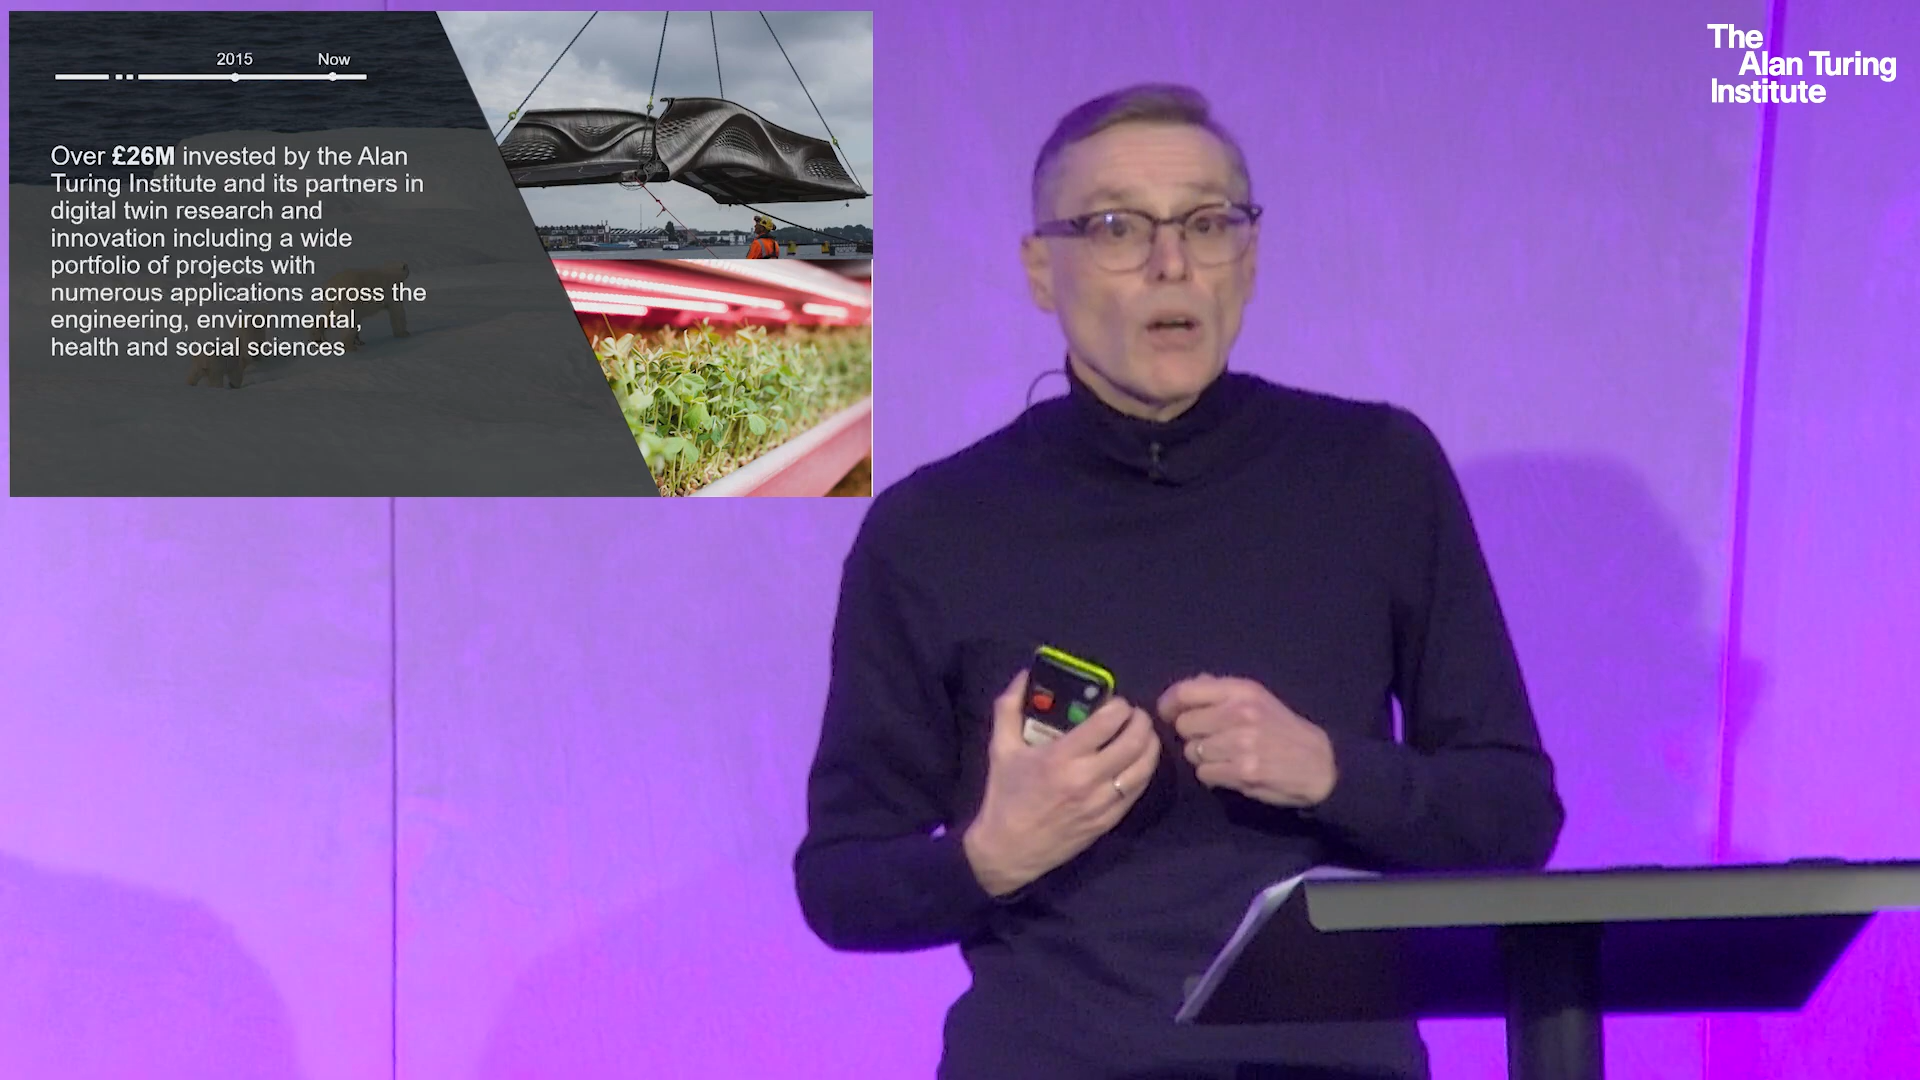 2015
Now
Over £26M invested by the Alan
Turing Institute and its partners in
digital twin research and
innovation including a wide
portfolio of projects with
numerous applications across the
engineering, environmental,
health and social sciences
The
Alan Turing
Institute